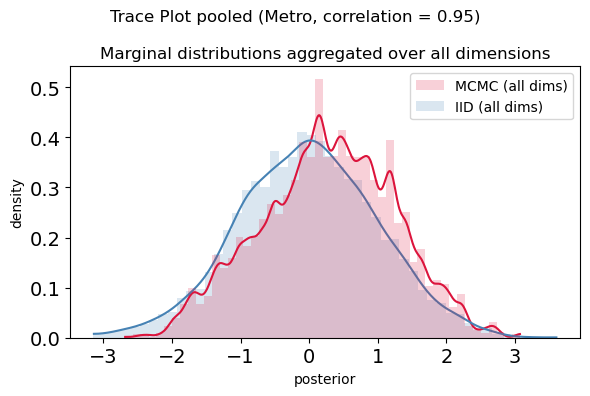 Trace Plot pooled (Metro, correlation = 0.95)
Marginal distributions aggregated over all dimensions
MCMC (all dims)
IID (all dims)
density
0.5
0.4
0.3
0.2
0.1
0.0
−3 −2 −1 0 1 2 3
posterior